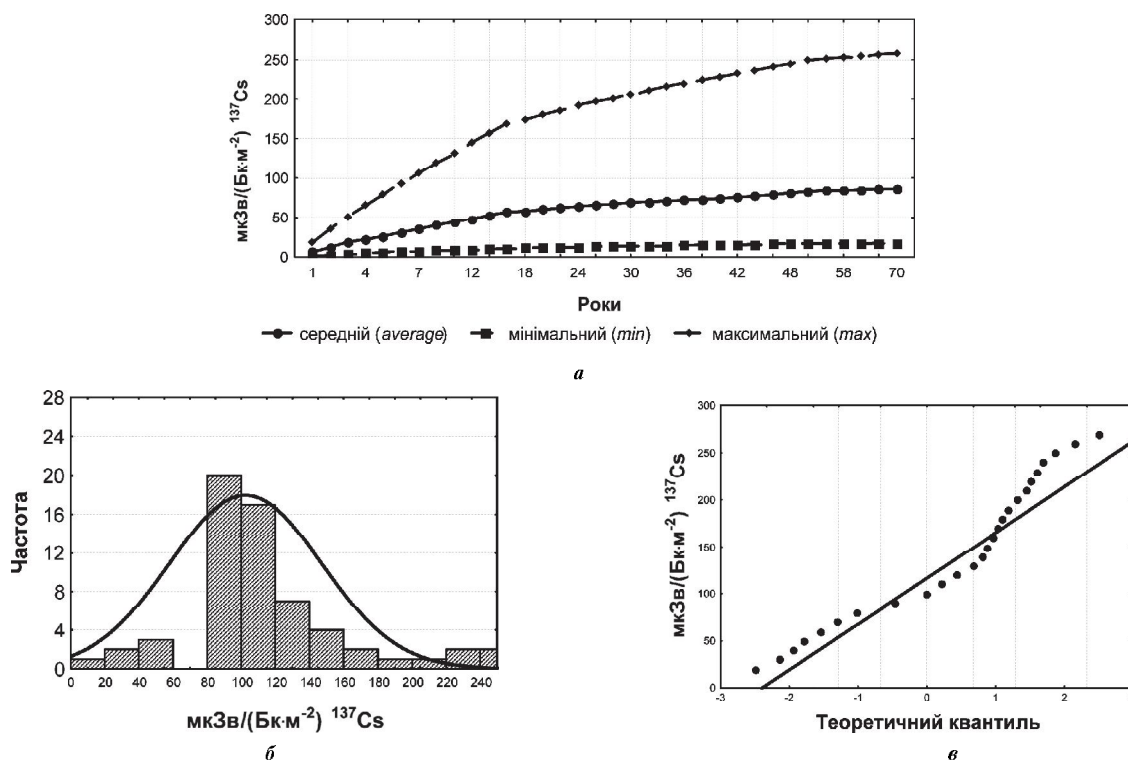 300
250
200
150
100
50
0
мкЗв/(Бк·м⁻²) ¹³⁷Cs
1 4 7 12 18 24 30 36 42 48 58 70
Роки
середній (average) мінімальний (min) максимальний (max)
а
28
24
20
16
12
8
4
0
Частота
0 20 40 60 80 100 120 140 160 180 200 220 240
мкЗв/(Бк·м⁻²) ¹³⁷Cs
б
300
250
200
150
100
50
0
мкЗв/(Бк·м⁻²) ¹³⁷Cs
-3 -2 -1 0 1 2
Теоретичний квантиль
в